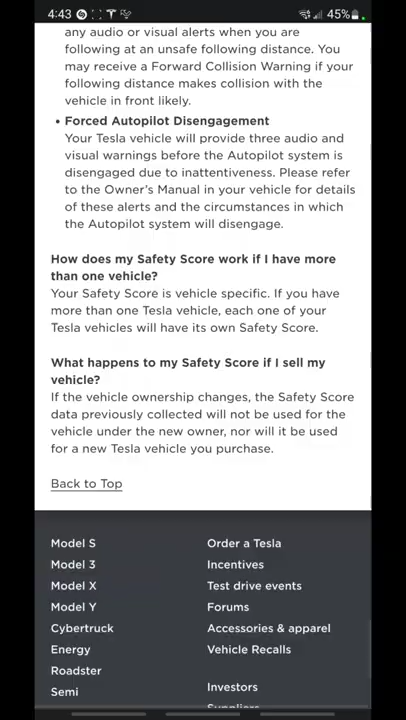 4:43
45%
any audio or visual alerts when you are
following at an unsafe following distance. You
may receive a Forward Collision Warning if your
following distance makes collision with the
vehicle in front likely.
• Forced Autopilot Disengagement
Your Tesla vehicle will provide three audio and
visual warnings before the Autopilot system is
disengaged due to inattentiveness. Please refer
to the Owner's Manual in your vehicle for details
of these alerts and the circumstances in which
the Autopilot system will disengage.
How does my Safety Score work if I have more
than one vehicle?
Your Safety Score is vehicle specific. If you have
more than one Tesla vehicle, each one of your
Tesla vehicles will have its own Safety Score.
What happens to my Safety Score if I sell my
vehicle?
If the vehicle ownership changes, the Safety Score
data previously collected will not be used for the
vehicle under the new owner, nor will it be used
for a new Tesla vehicle you purchase.
Back to Top
Model S
Model 3
Model X
Model Y
Cybertruck
Energy
Roadster
Semi
Order a Tesla
Incentives
Test drive events
Forums
Accessories & apparel
Vehicle Recalls
Investors
Suppliers